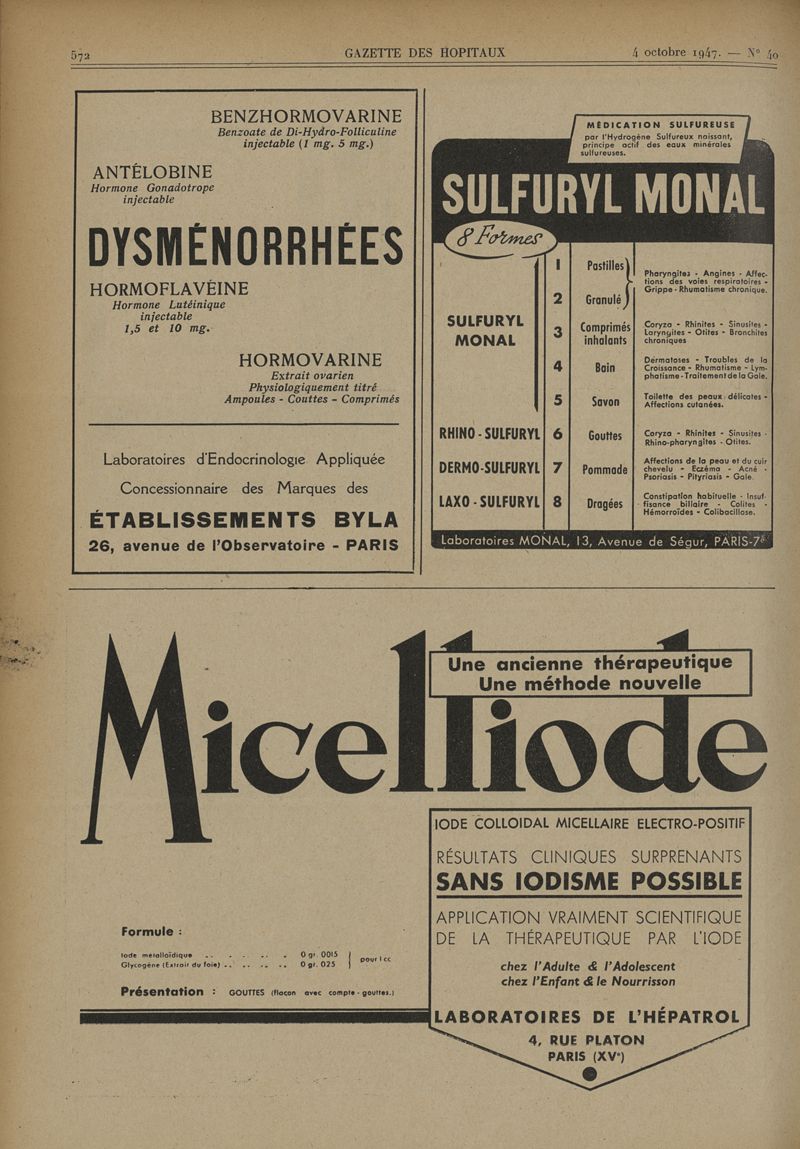 572
GAZETTE DES HOPITAUX
4 octobre 1947. — N° 40
BENZHORMOVARINE
Benzoate de Di-Hydro-Folliculine
injectable (1 mg. 5 mg.)
ANTÉLOBINE
Hormone Gonadotrope
injectable
DYSMÉNORRHÉES
HORMOFLAVÉINE
Hormone Lutéinique
injectable
1,5 et 10 mg.
HORMOVARINE
Extrait ovarien
Physiologiquement titré
Ampoules - Couttes - Comprimés
Laboratoires d'Endocrinologie Appliquée
Concessionnaire des Marques des
ÉTABLISSEMENTS BYLA
26, avenue de l'Observatoire - PARIS
MÉDICATION SULFUREUSE
par l'Hydrogène Sulfureux naissant,
principe actif des eaux minérales
sulfureuses.
SULFURYL MONAL
8 Formes
SULFURYL
MONAL
1 Pastilles
2 Granulé
Pharyngites - Angines - Affec-
tions des voies respiratoires -
Grippe - Rhumatisme chronique.
3 Comprimés
inhalants
Coryza - Rhinites - Sinusites -
Laryngites - Otites - Bronchites
chroniques
4 Bain
Dermatoses - Troubles de la
Croissance - Rhumatisme - Lym-
phatisme - Traitement de la Gale.
5 Savon
Toilette des peaux délicates -
Affections cutanées.
RHINO - SULFURYL 6 Gouttes
Coryza - Rhinites - Sinusites -
Rhino-pharyngites - Otites.
DERMO-SULFURYL 7 Pommade
Affections de la peau et du cuir
chevelu - Eczéma - Acné -
Psoriasis - Pityriasis - Gale.
LAXO - SULFURYL 8 Dragées
Constipation habituelle - Insuf-
fisance biliaire - Colites -
Hémorroïdes - Colibacillose.
Laboratoires MONAL, 13, Avenue de Ségur, PARIS-7e
Micelliode
Une ancienne thérapeutique
Une méthode nouvelle
IODE COLLOIDAL MICELLAIRE ELECTRO-POSITIF
RÉSULTATS CLINIQUES SURPRENANTS
SANS IODISME POSSIBLE
APPLICATION VRAIMENT SCIENTIFIQUE
DE LA THÉRAPEUTIQUE PAR L'IODE
chez l'Adulte & l'Adolescent
chez l'Enfant & le Nourrisson
Formule :
Iode métalloïdique .. .. .. .. 0 gr. 0015
Glycogène (Extrait du foie) .. .. .. .. 0 gr. 025
pour 1 cc
Présentation : GOUTTES (flacon avec compte-gouttes.)
LABORATOIRES DE L'HÉPATROL
4, RUE PLATON
PARIS (XVe)